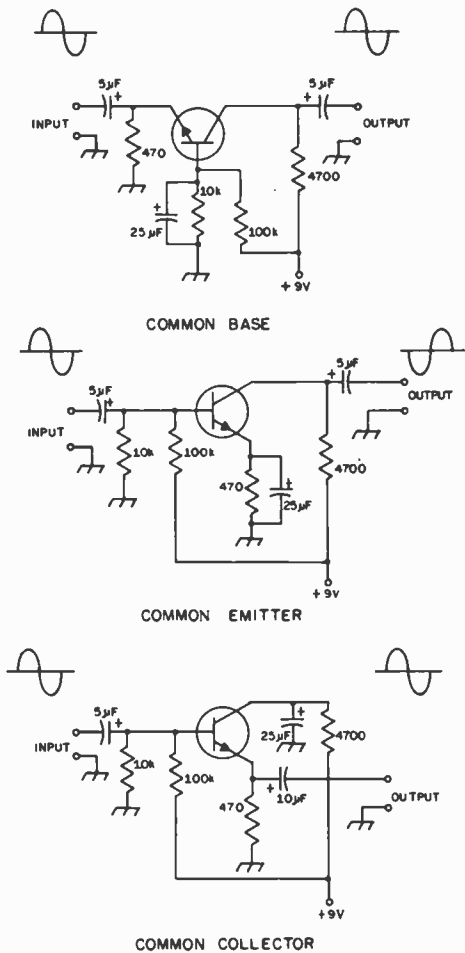 5µF
+
INPUT
470
+
25µF
10k
100k
5µF
+
OUTPUT
4700
+9V
COMMON BASE
5µF
+
INPUT
10k
100k
470
+
25µF
+
5µF
OUTPUT
4700
+9V
COMMON EMITTER
5µF
+
INPUT
10k
100k
470
25µF
+
4700
+
10µF
OUTPUT
+9V
COMMON COLLECTOR